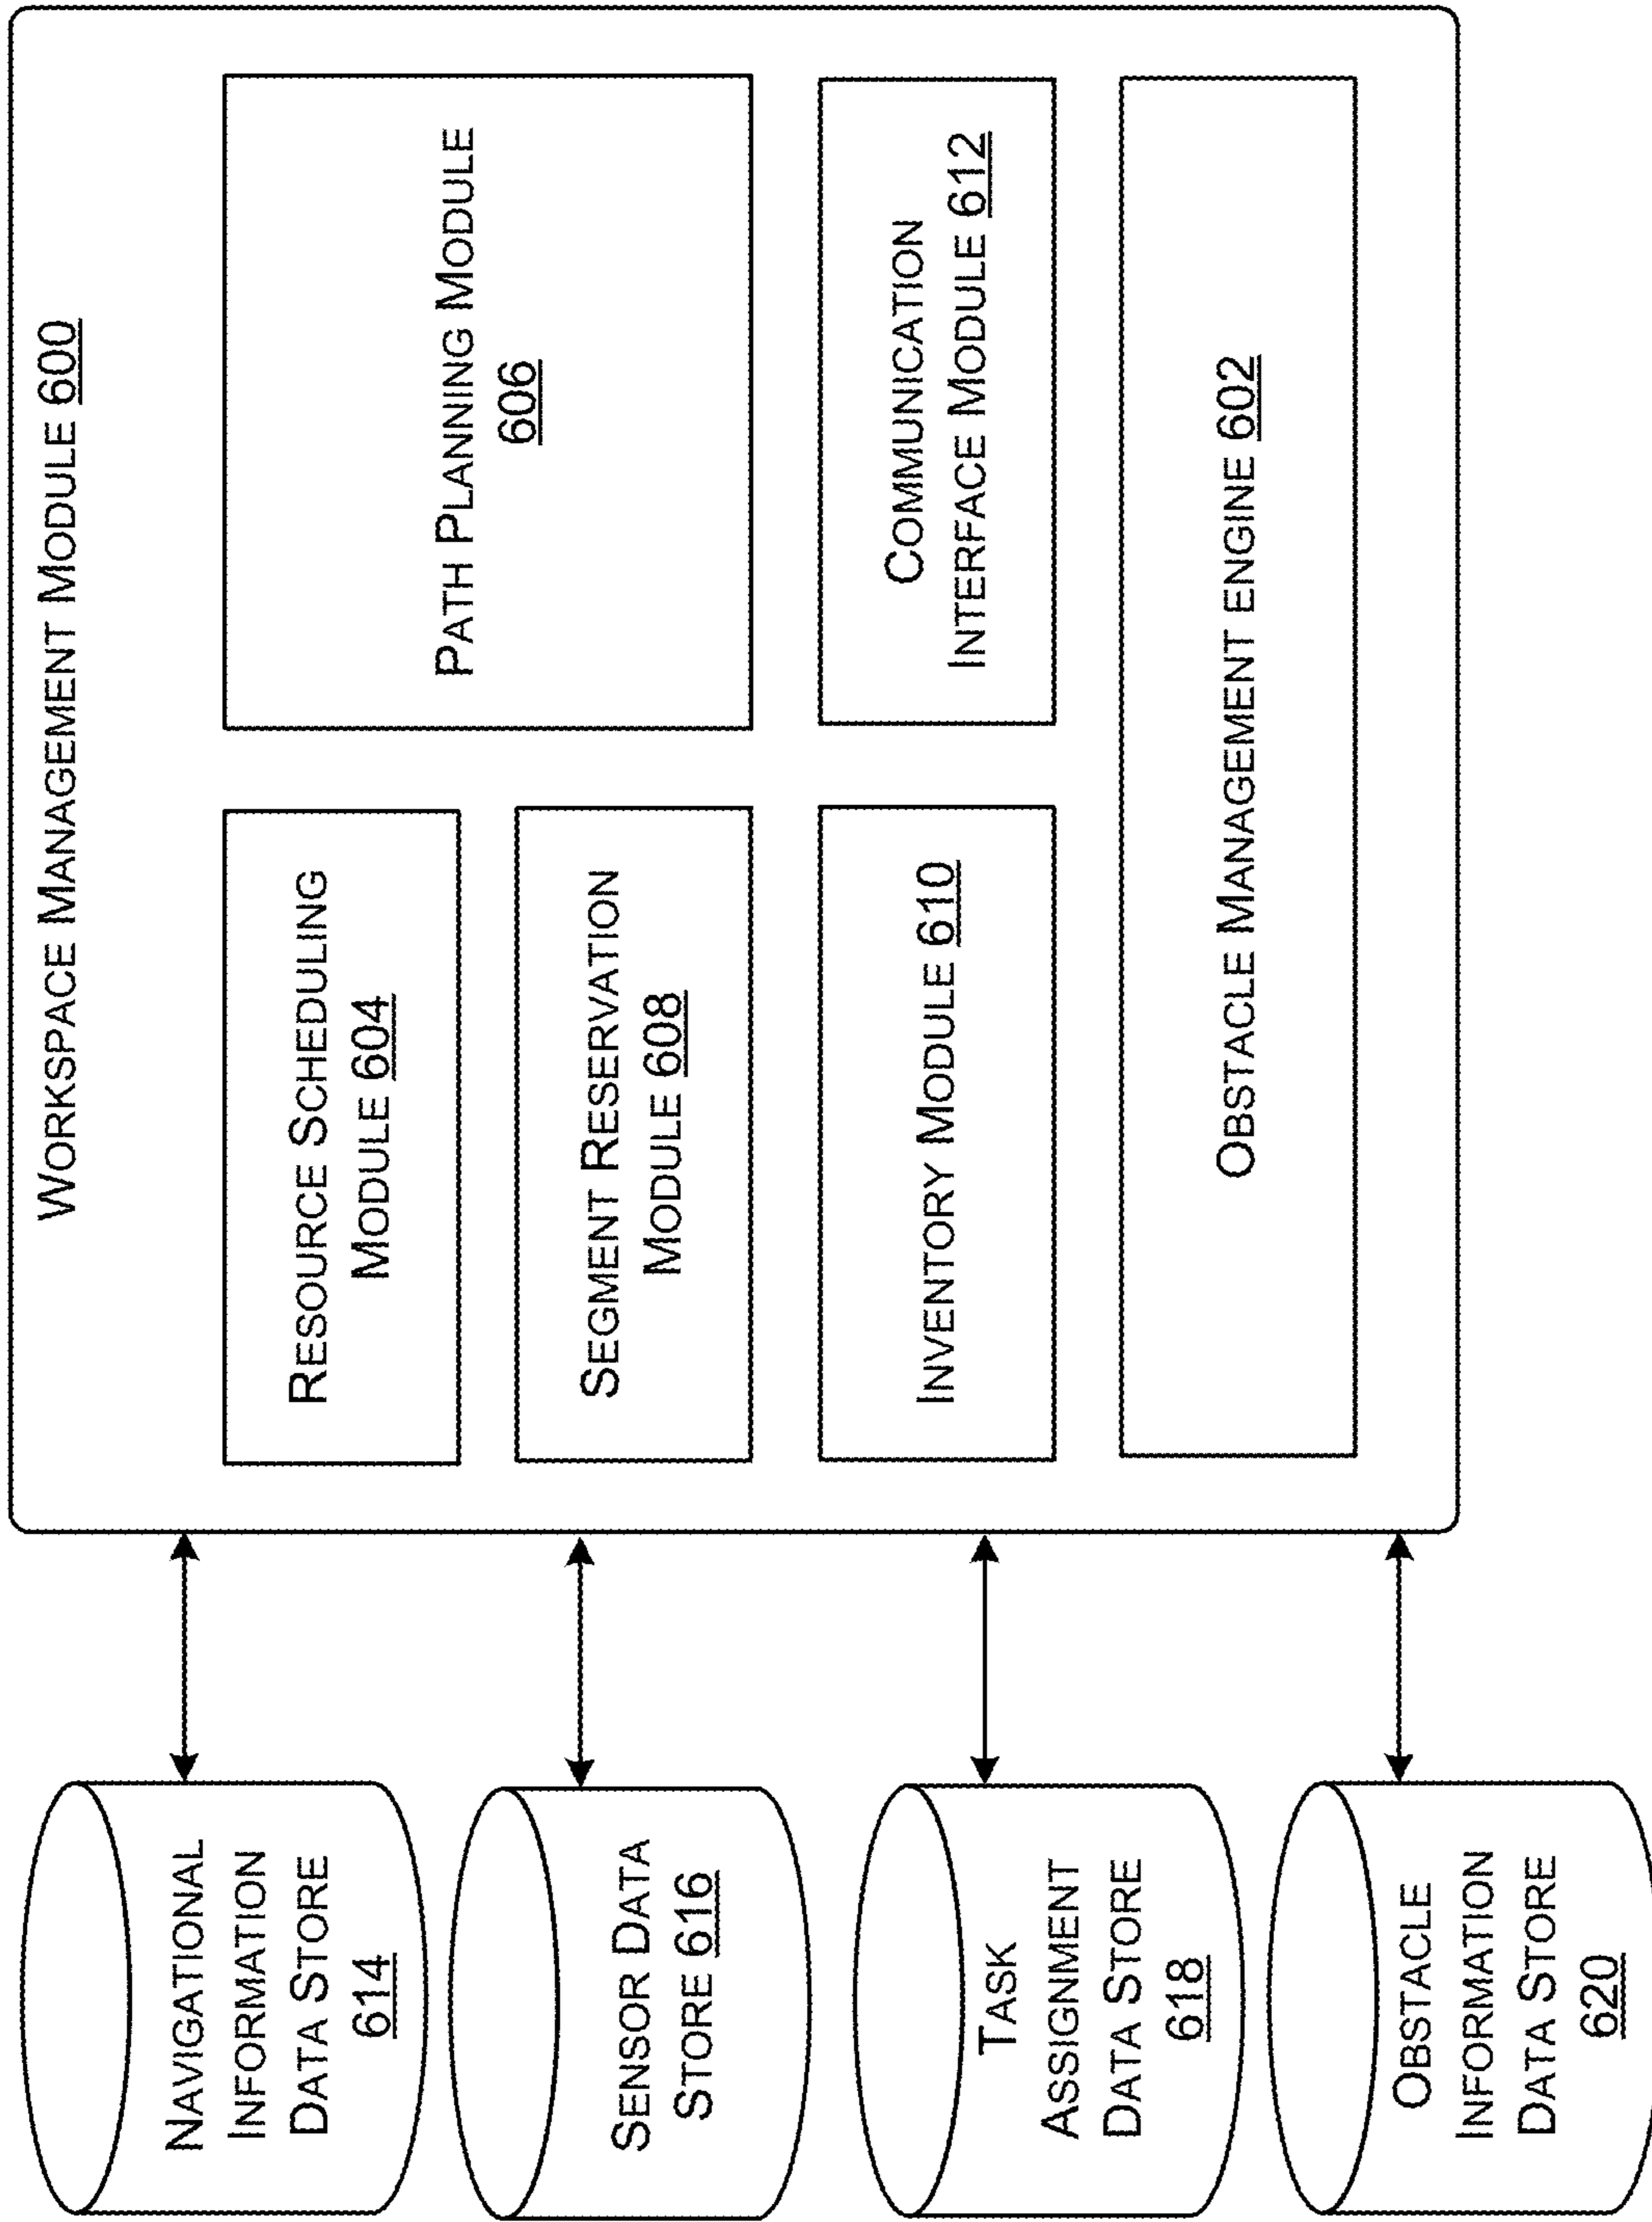 WORKSPACE MANAGEMENT MODULE 600
RESOURCE SCHEDULING
MODULE 604
PATH PLANNING MODULE
606
SEGMENT RESERVATION
MODULE 608
INVENTORY MODULE 610
COMMUNICATION
INTERFACE MODULE 612
OBSTACLE MANAGEMENT ENGINE 602
NAVIGATIONAL
INFORMATION
DATA STORE
614
SENSOR DATA
STORE 616
TASK
ASSIGNMENT
DATA STORE
618
OBSTACLE
INFORMATION
DATA STORE
620